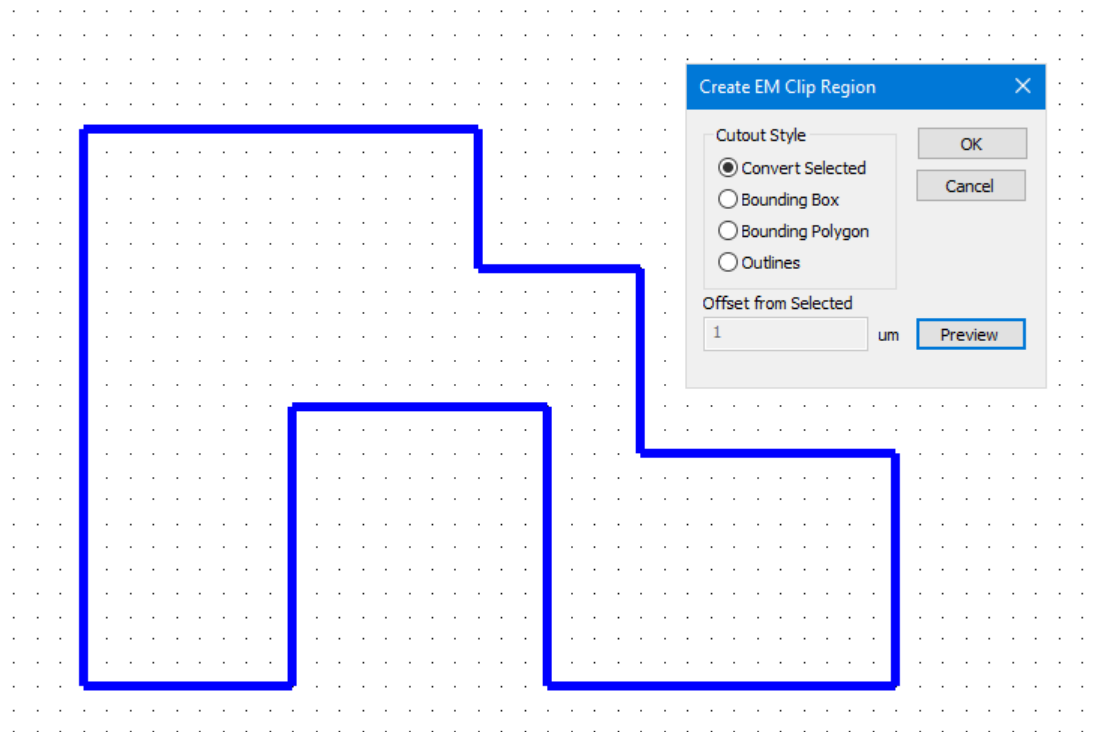 Create EM Clip Region
Cutout Style
OK
Convert Selected
Cancel
Bounding Box
Bounding Polygon
Outlines
Offset from Selected
1 um
Preview